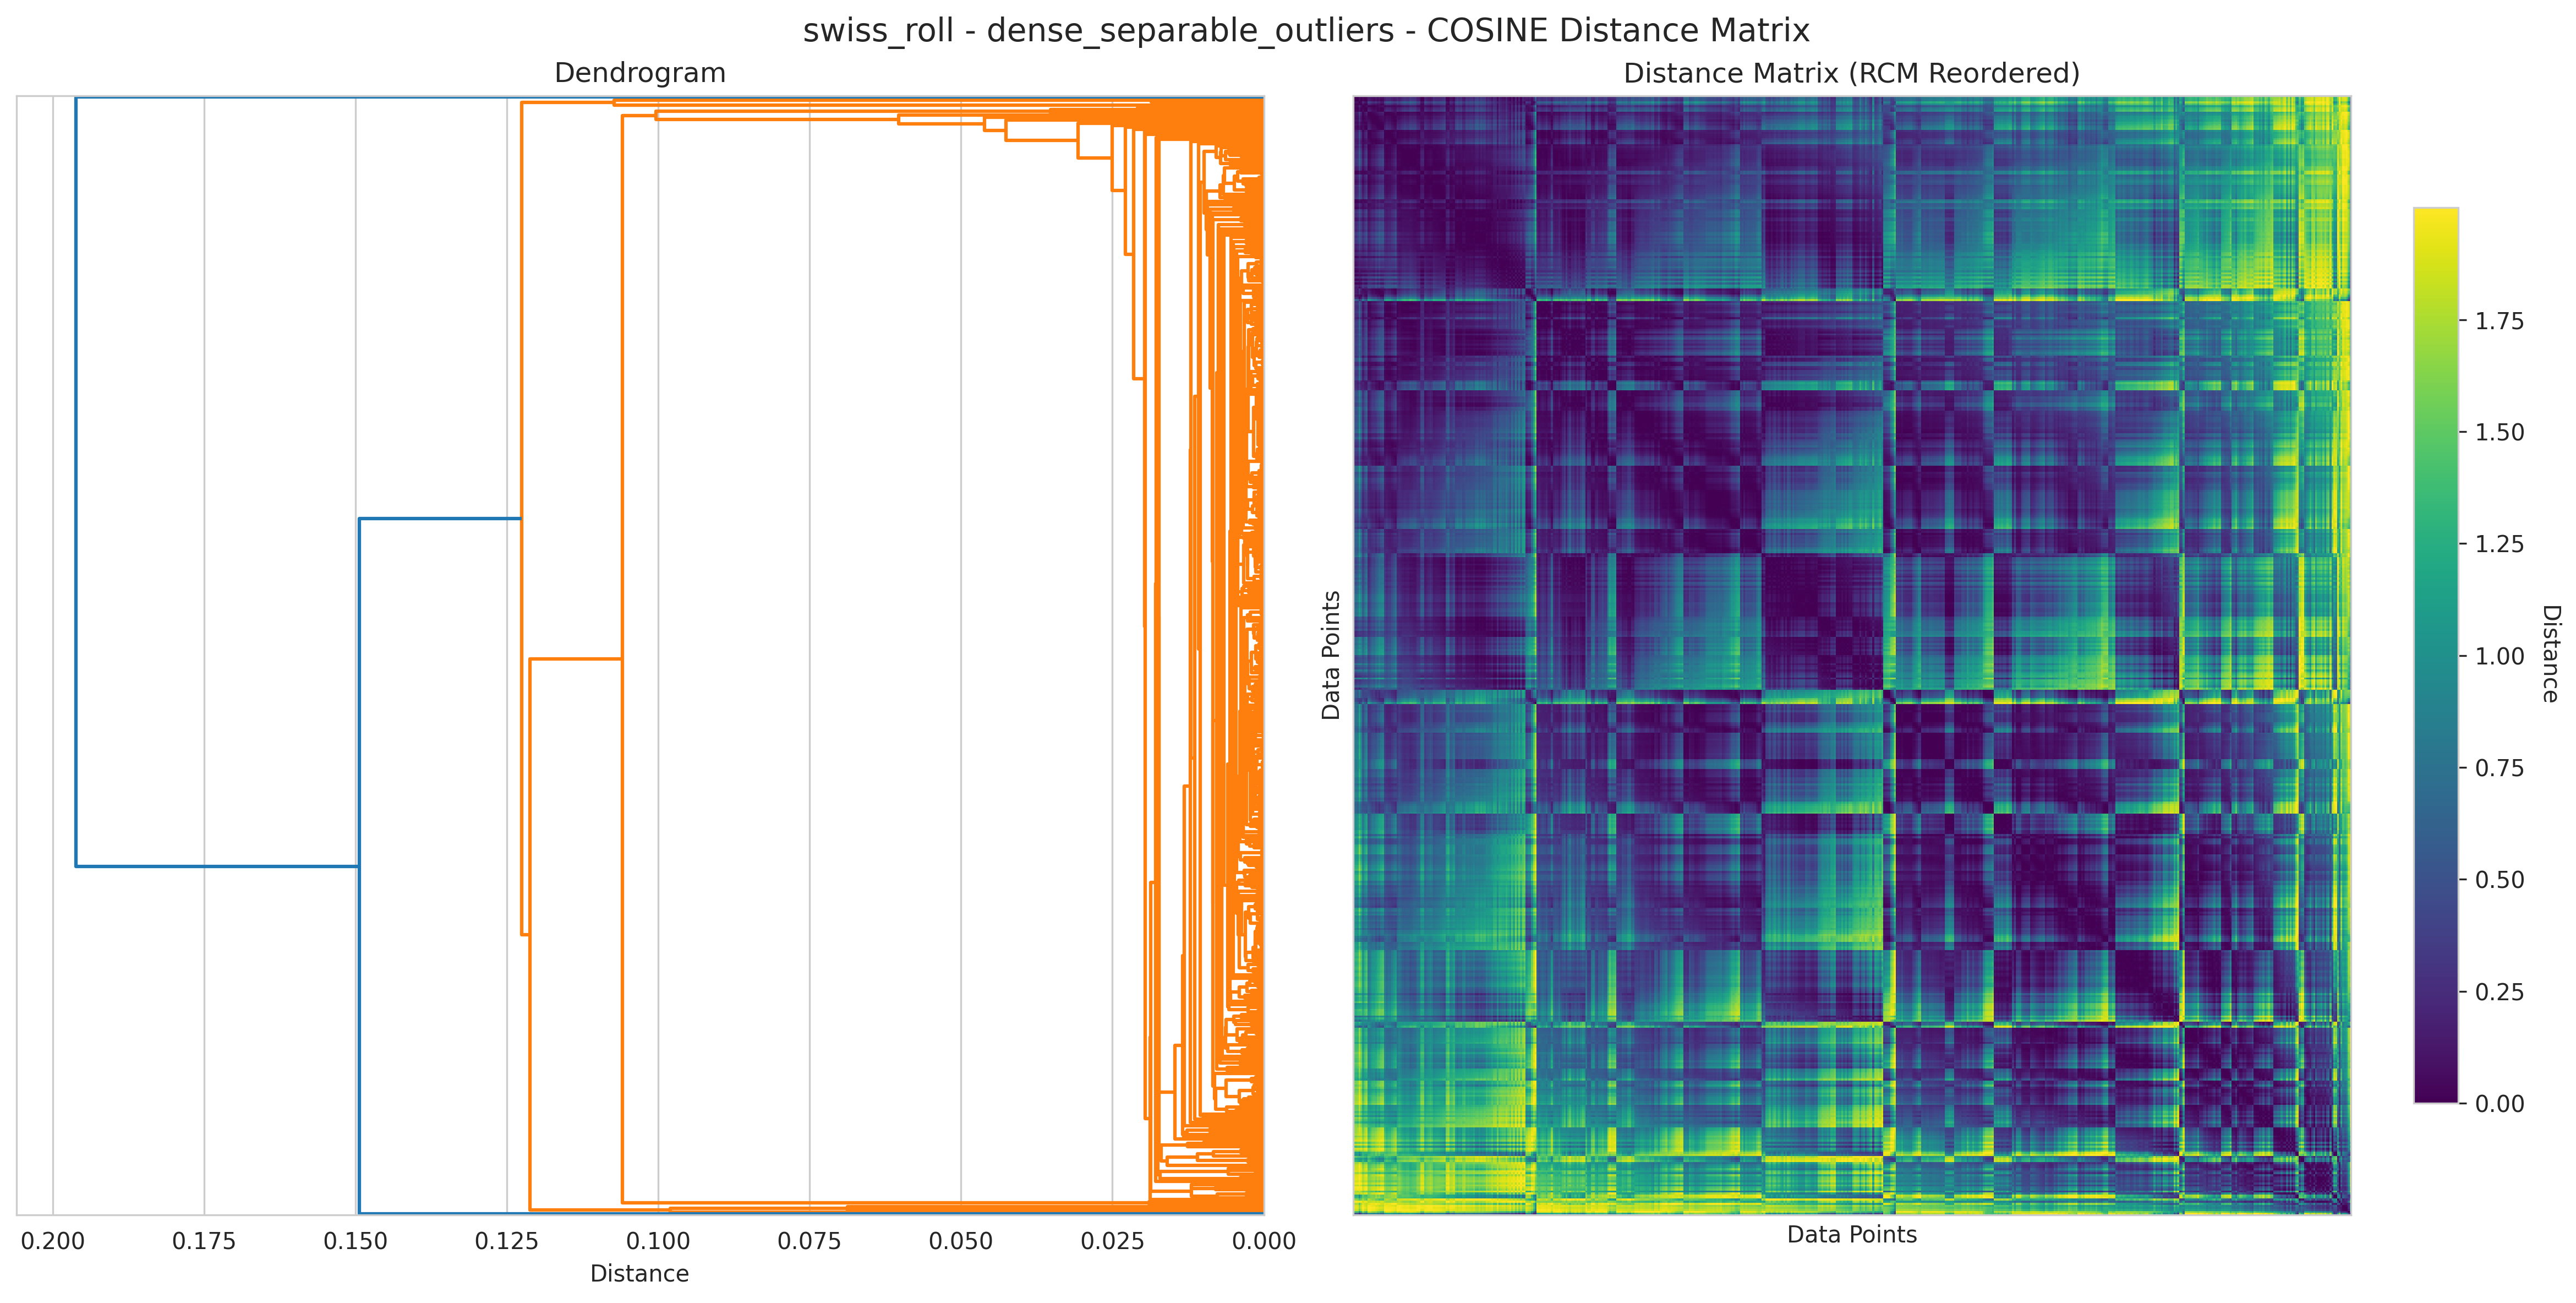 swiss_roll - dense_separable_outliers - COSINE Distance Matrix
Dendrogram
0.200 0.175 0.150 0.125 0.100 0.075 0.050 0.025 0.000
Distance
Distance Matrix (RCM Reordered)
Data Points
Data Points
1.75
1.50
1.25
1.00
0.75
0.50
0.25
0.00
Distance